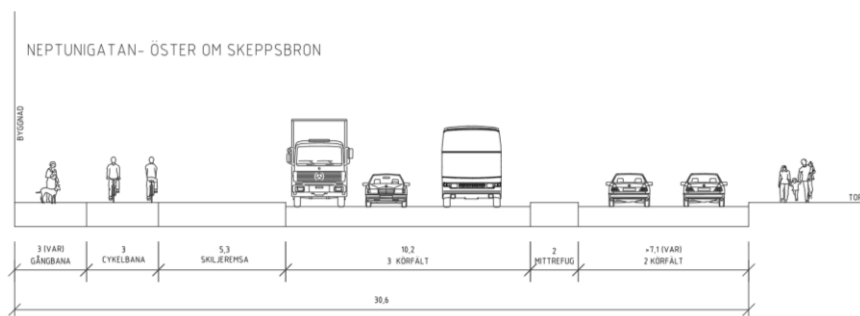 NEPTUNIGATAN- ÖSTER OM SKEPPSBRON
BYGGNAD
TOR
3 (VAR)
GÅNGBANA
3
CYKELBANA
5,3
SKILJEREMSA
10,2
3 KÖRFÄLT
2
MITTREFUG
>7,1 (VAR)
2 KÖRFÄLT
30,6